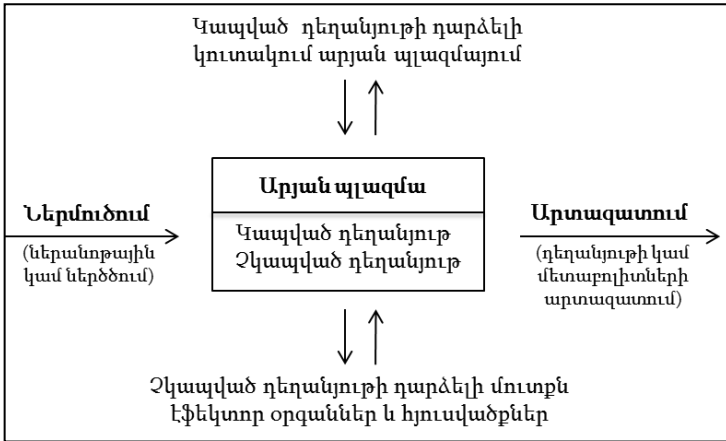 Կապված դեղանյութի դարձելի
կուտակում արյան պլազմայում
Արյան պլազմա
Կապված դեղանյութ
Չկապված դեղանյութ
Ներմուծում
(ներանոթային
կամ ներծծում)
Արտազատում
(դեղանյութի կամ
մետաբոլիտների
արտազատում)
Չկապված դեղանյութի դարձելի մուտքն
էֆեկտոր օրգաններ և հյուսվածքներ